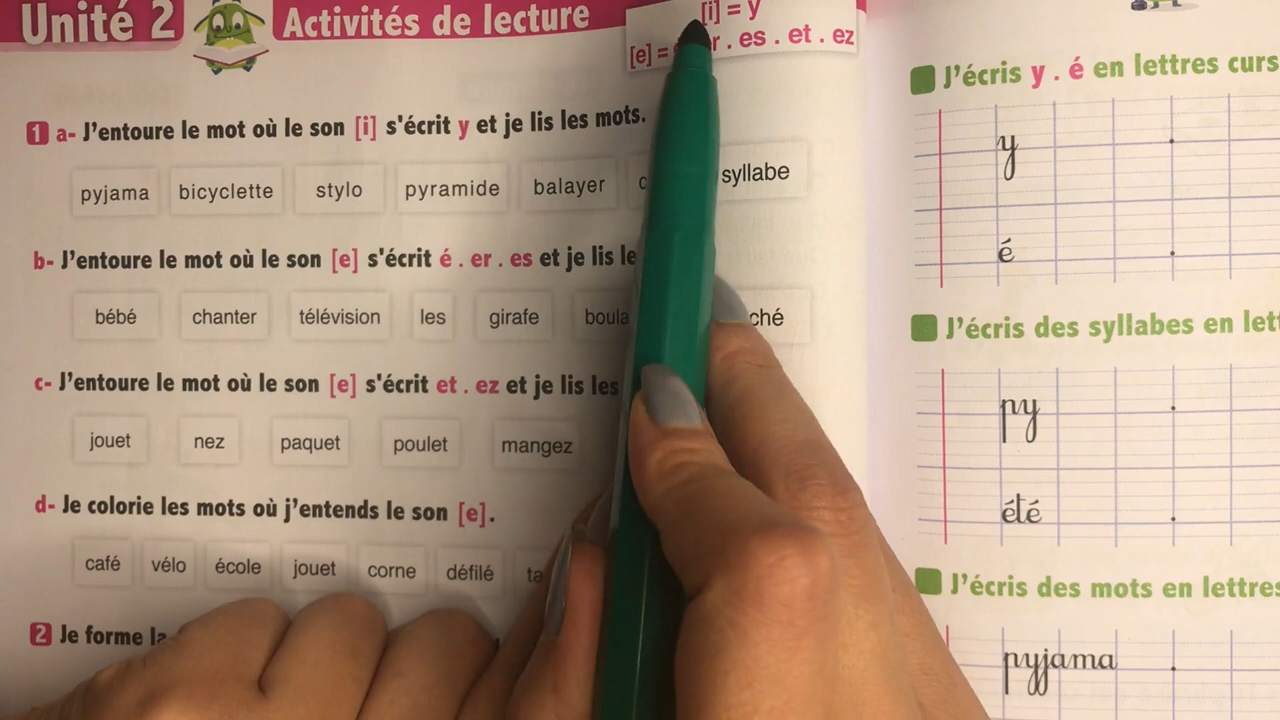 Unité 2
Activités de lecture
[i] = y
[e] = r . es . et . ez
1 a- J'entoure le mot où le son [i] s'écrit y et je lis les mots.
pyjama bicyclette stylo pyramide balayer c syllabe
b- J'entoure le mot où le son [e] s'écrit é . er . es et je lis le
bébé chanter télévision les girafe boula ché
c- J'entoure le mot où le son [e] s'écrit et . ez et je lis les
jouet nez paquet poulet mangez
d- Je colorie les mots où j'entends le son [e].
café vélo école jouet corne défilé ta
2 Je forme la
J'écris y . é en lettres curs
y
é
J'écris des syllabes en let
py
été
J'écris des mots en lettres
pyjama